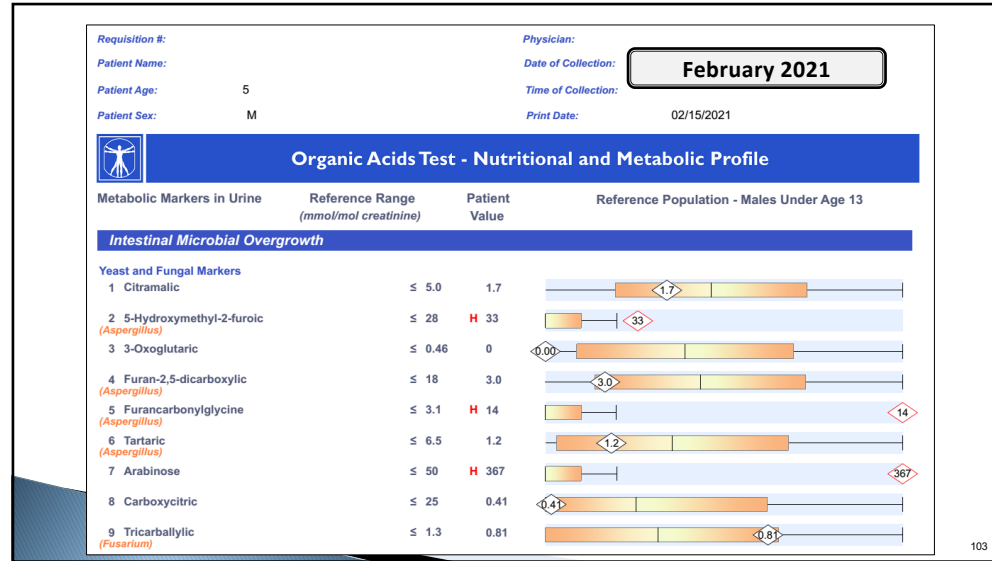 Requisition #: Physician:
Patient Name: Date of Collection: February 2021
Patient Age: 5 Time of Collection:
Patient Sex: M Print Date: 02/15/2021
Organic Acids Test - Nutritional and Metabolic Profile
Metabolic Markers in Urine Reference Range Patient Reference Population - Males Under Age 13
(mmol/mol creatinine) Value
Intestinal Microbial Overgrowth
Yeast and Fungal Markers
1 Citramalic ≤ 5.0 1.7 1.7
2 5-Hydroxymethyl-2-furoic ≤ 28 H 33 33
(Aspergillus)
3 3-Oxoglutaric ≤ 0.46 0 0.00
4 Furan-2,5-dicarboxylic ≤ 18 3.0 3.0
(Aspergillus)
5 Furancarbonylglycine ≤ 3.1 H 14 14
(Aspergillus)
6 Tartaric ≤ 6.5 1.2 1.2
(Aspergillus)
7 Arabinose ≤ 50 H 367 367
8 Carboxycitric ≤ 25 0.41 0.41
9 Tricarballylic ≤ 1.3 0.81 0.81
(Fusarium)
103